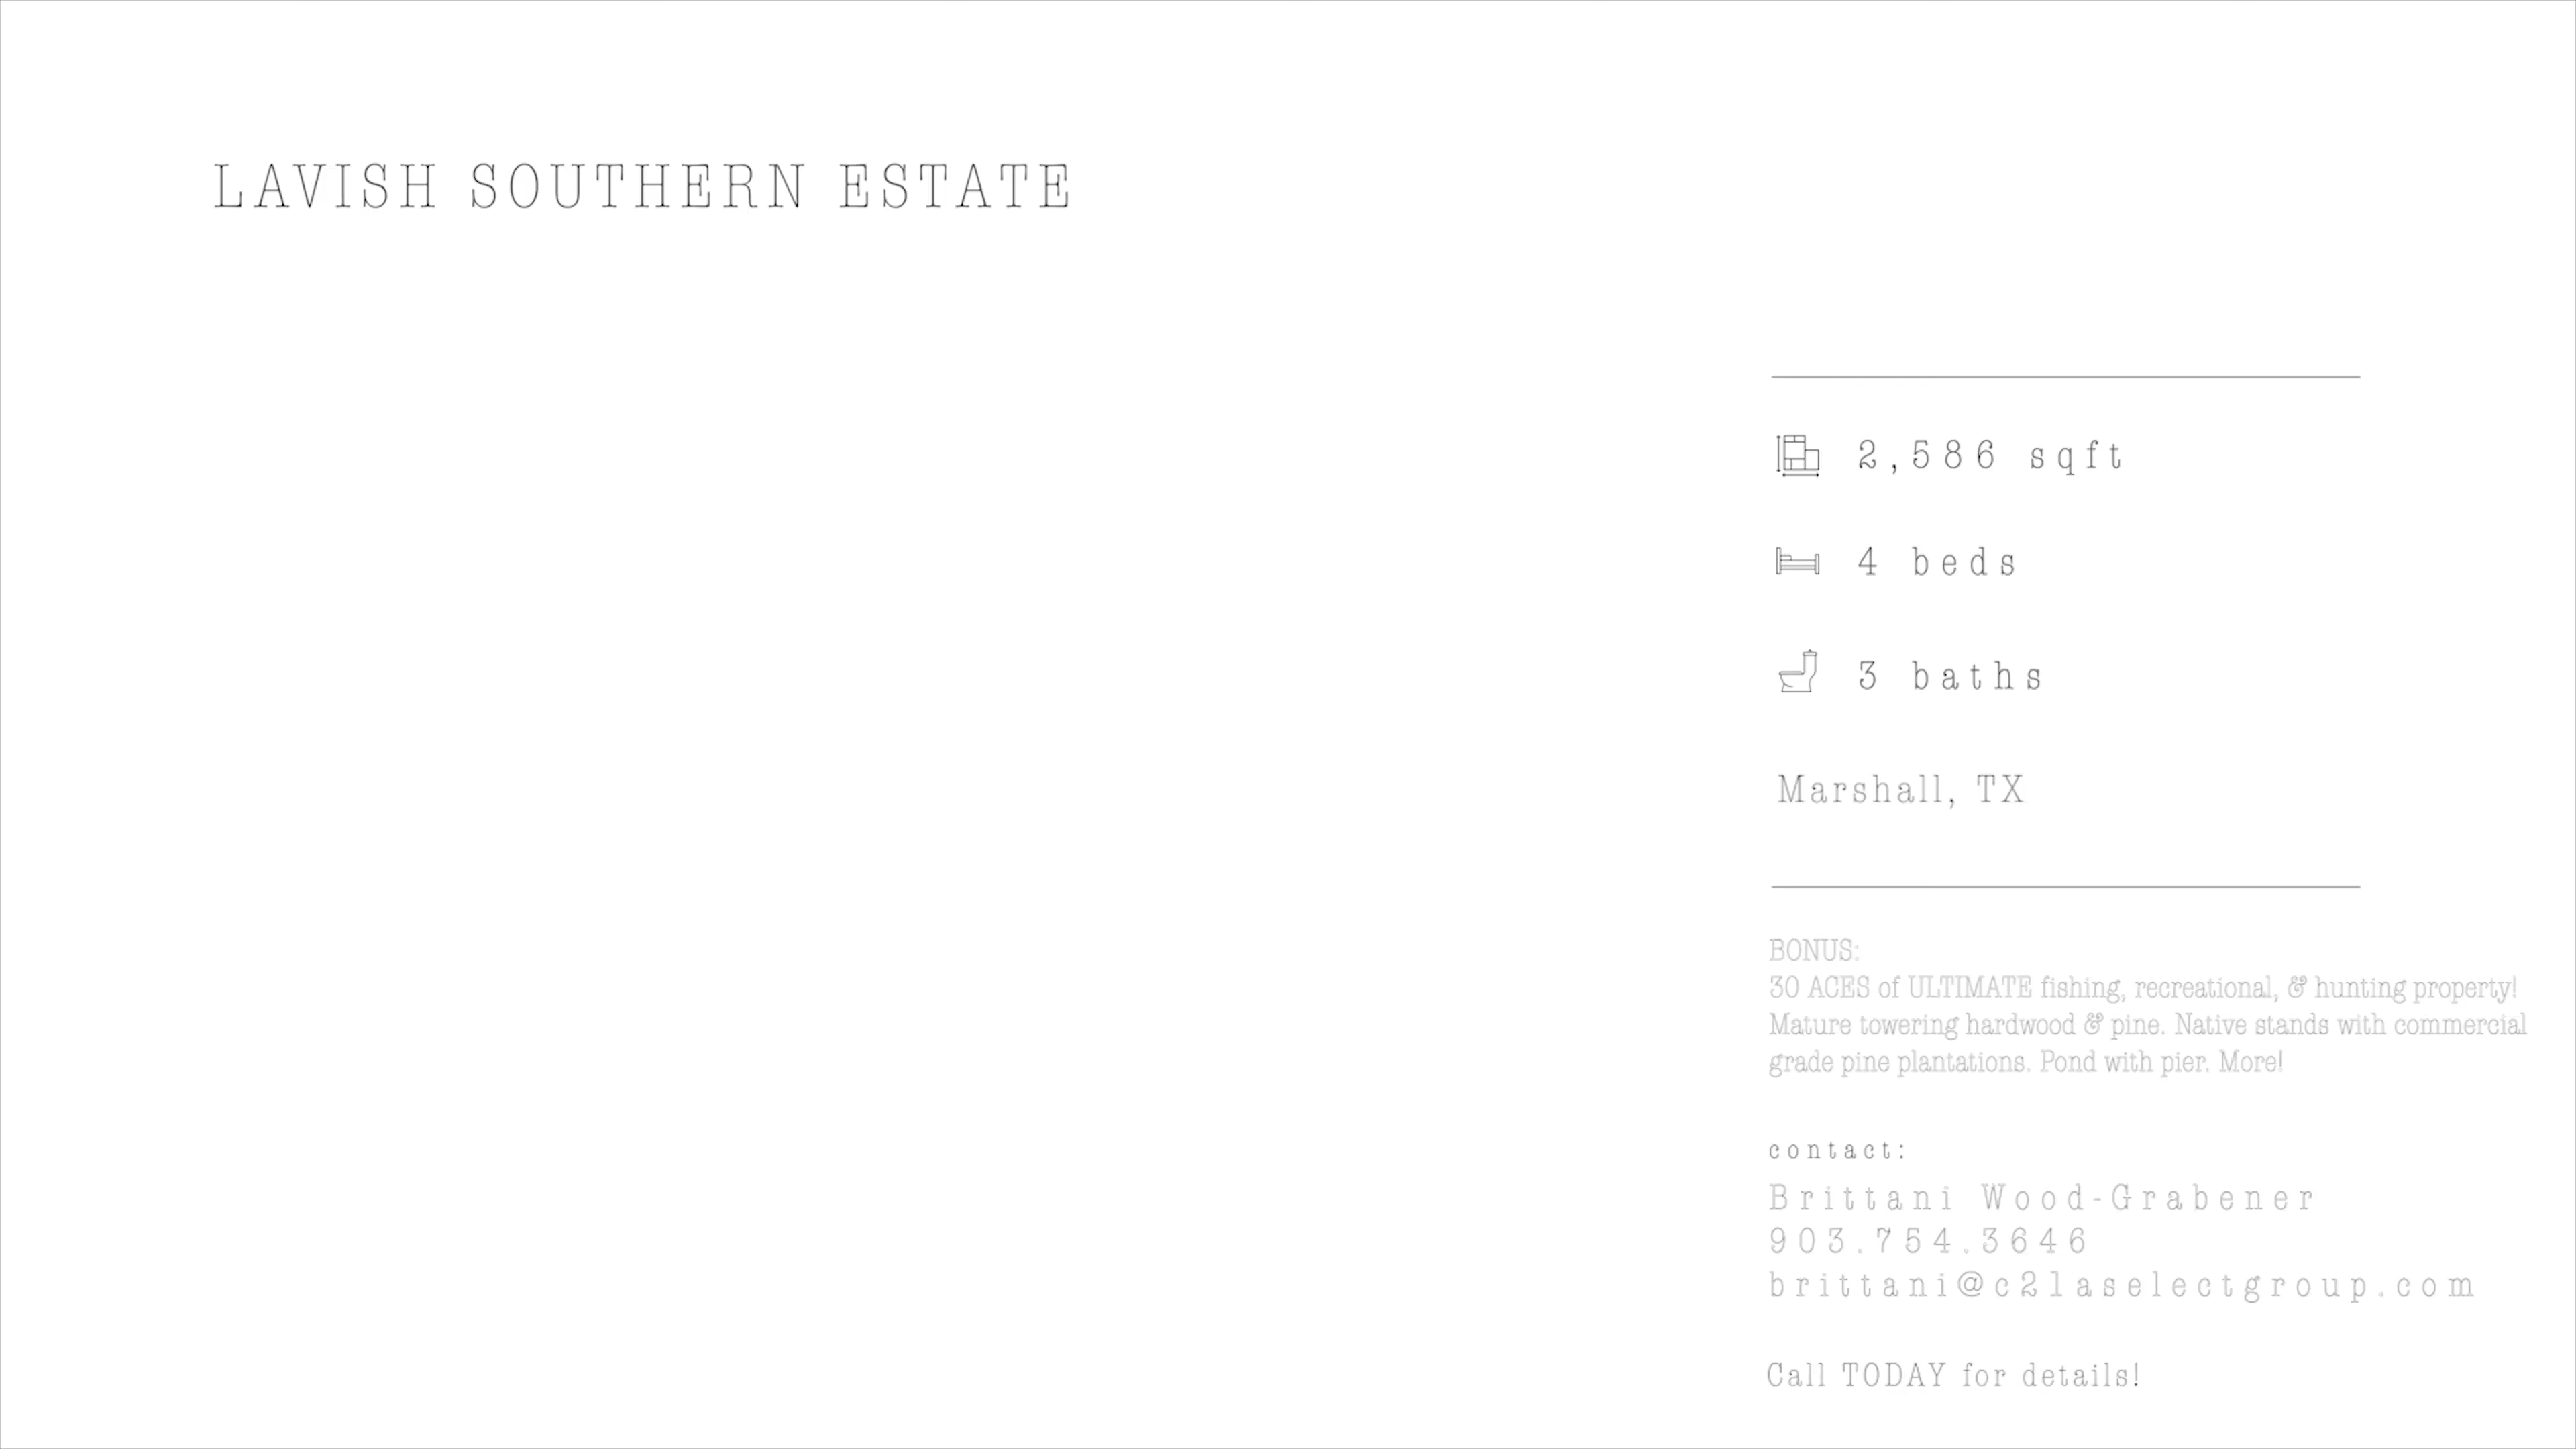 LAVISH SOUTHERN ESTATE
2,586 sqft
4 beds
3 baths
Marshall, TX
BONUS:
30 ACES of ULTIMATE fishing, recreational, & hunting property!
Mature towering hardwood & pine. Native stands with commercial
grade pine plantations. Pond with pier. More!
contact:
Brittani Wood-Grabener
903.754.3646
brittani@c21aselectgroup.com
Call TODAY for details!